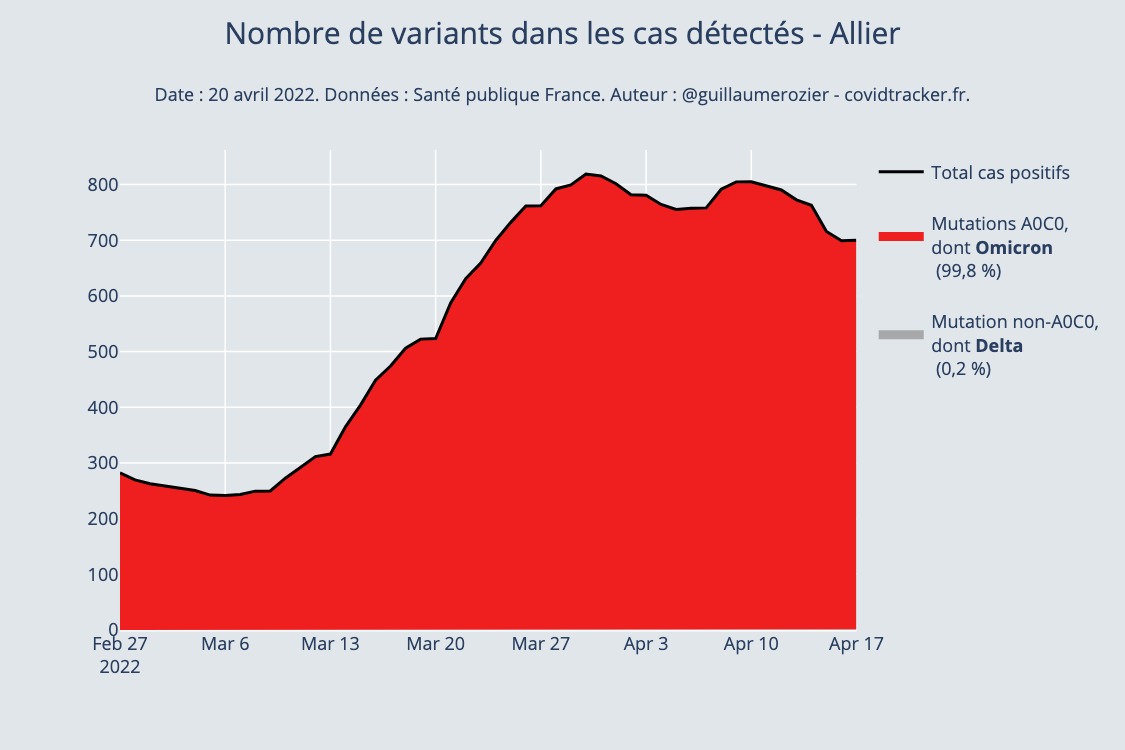 Nombre de variants dans les cas détectés - Allier
Date : 20 avril 2022. Données : Santé publique France. Auteur : @guillaumerozier - covidtracker.fr.
Total cas positifs
Mutations A0C0,
dont Omicron
(99,8 %)
Mutation non-A0C0,
dont Delta
(0,2 %)
800
700
600
500
400
300
200
100
0
Feb 27 Mar 6 Mar 13 Mar 20 Mar 27 Apr 3 Apr 10 Apr 17
2022